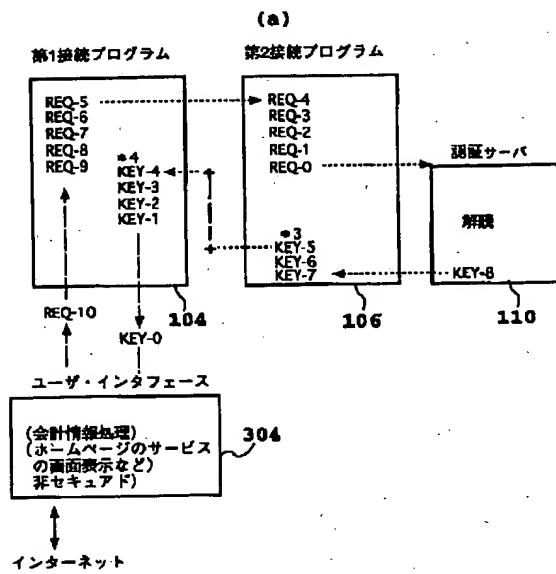 (a)
第1接続プログラム
第2接続プログラム
REQ-5
REQ-6
REQ-7
REQ-8
REQ-9
*4
KEY-4
KEY-3
KEY-2
KEY-1
REQ-4
REQ-3
REQ-2
REQ-1
REQ-0
*3
KEY-5
KEY-6
KEY-7
認証サーバ
解読
KEY-8
104
106
110
REQ-10
KEY-0
ユーザ・インタフェース
(会計情報処理)
(ホームページのサービス
の画面表示など)
非セキュアド)
304
インターネット